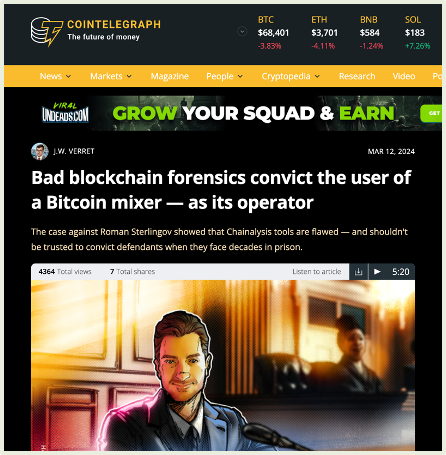 COINTELEGRAPH
The future of money
BTC ETH BNB SOL
$68,401 $3,701 $584 $183
-3.83% -4.11% -1.24% +7.26%
News Markets Magazine People Cryptopedia Research Video Po
VIRAL
UNDEADS.COM
GROW YOUR SQUAD & EARN
GET
J.W. VERRET MAR 12, 2024
Bad blockchain forensics convict the user of
a Bitcoin mixer — as its operator
The case against Roman Sterlingov showed that Chainalysis tools are flawed — and shouldn't
be trusted to convict defendants when they face decades in prison.
4364 Total views 7 Total shares Listen to article 5:20